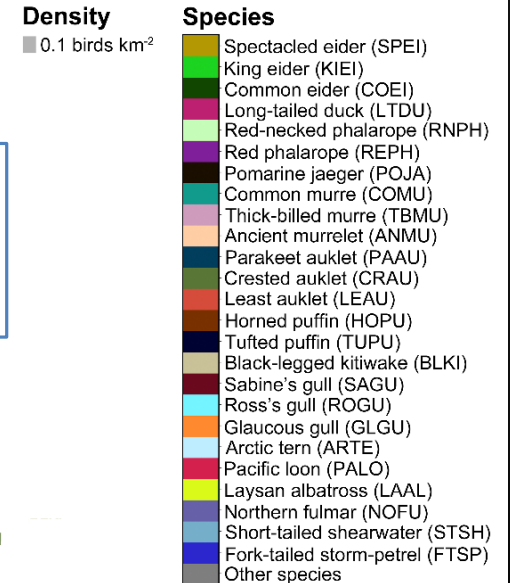 Density
0.1 birds km-2
Species
Spectacled eider (SPEI)
King eider (KIEI)
Common eider (COEI)
Long-tailed duck (LTDU)
Red-necked phalarope (RNPH)
Red phalarope (REPH)
Pomarine jaeger (POJA)
Common murre (COMU)
Thick-billed murre (TBMU)
Ancient murrelet (ANMU)
Parakeet auklet (PAAU)
Crested auklet (CRAU)
Least auklet (LEAU)
Horned puffin (HOPU)
Tufted puffin (TUPU)
Black-legged kitiwake (BLKI)
Sabine's gull (SAGU)
Ross's gull (ROGU)
Glaucous gull (GLGU)
Arctic tern (ARTE)
Pacific loon (PALO)
Laysan albatross (LAAL)
Northern fulmar (NOFU)
Short-tailed shearwater (STSH)
Fork-tailed storm-petrel (FTSP)
Other species